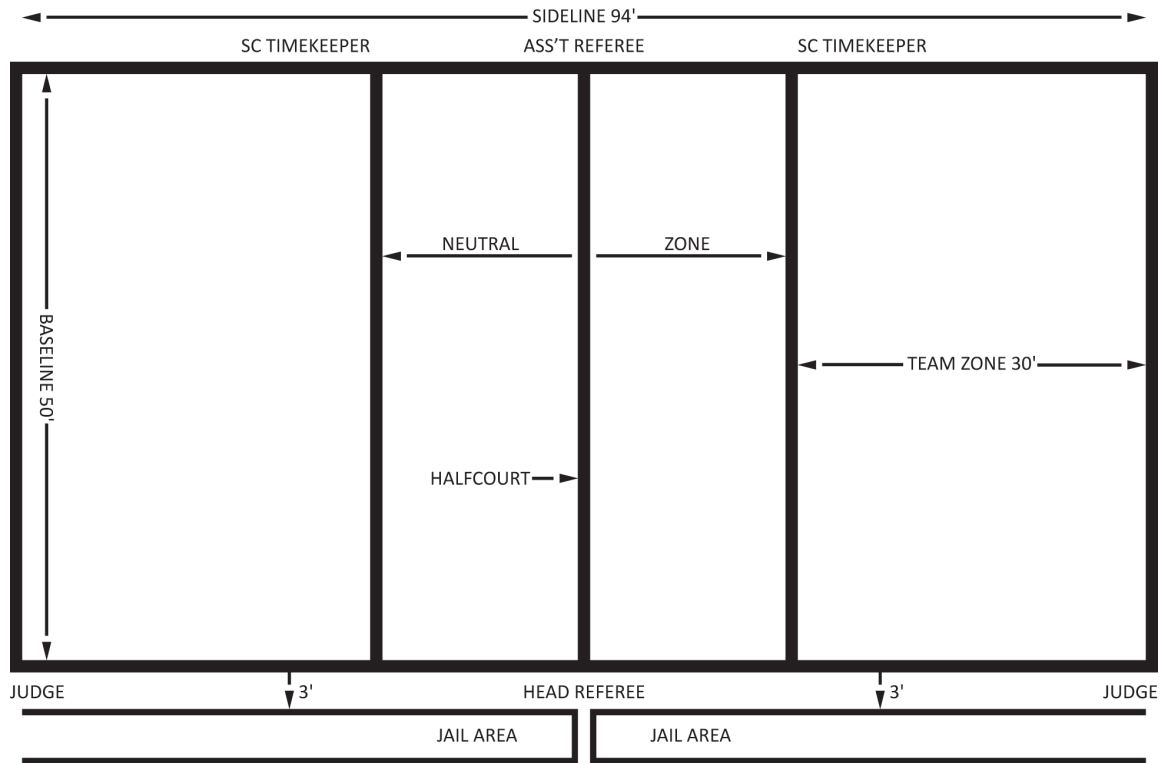 SIDELINE 94'
SC TIMEKEEPER ASS'T REFEREE SC TIMEKEEPER
NEUTRAL ZONE
BASELINE 50'
TEAM ZONE 30'
HALFCOURT
JUDGE 3' HEAD REFEREE 3' JUDGE
JAIL AREA JAIL AREA